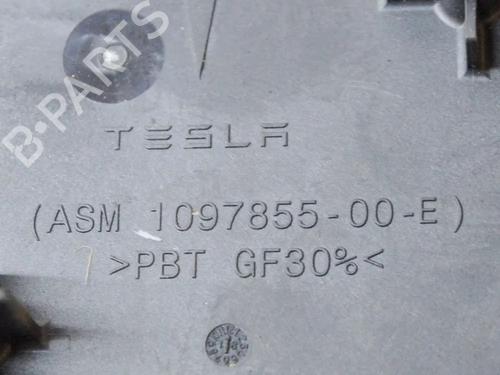 B-PARTS
TESLA
(ASM 1097855-00-E)
>PBT GF30%<